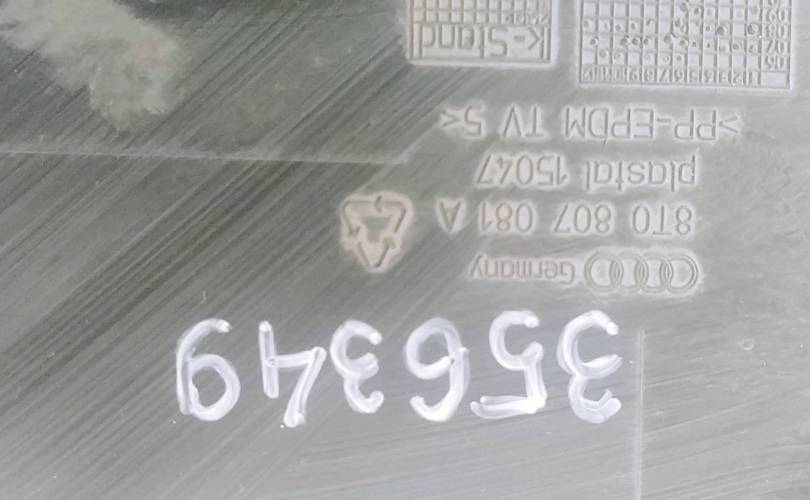 356349
Germany
8T0 807 081 A
plastal 15047
>PP-EPDM TV 5<
k-Stand